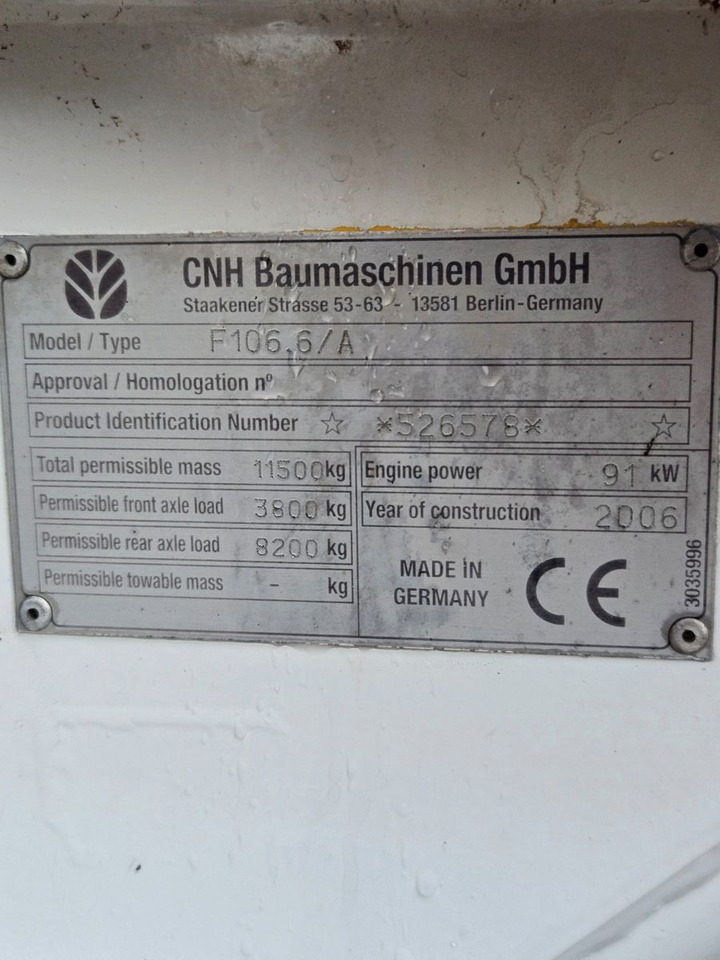 CNH Baumaschinen GmbH
Staakener Strasse 53-63 - 13581 Berlin-Germany
Model / Type F106.6/A
Approval / Homologation nº
Product Identification Number ☆ *526578* ☆
Total permissible mass 11500 kg
Permissible front axle load 3800 kg
Permissible rear axle load 8200 kg
Permissible towable mass - kg
Engine power 91 kW
Year of construction 2006
MADE IN
GERMANY
CE
3035996